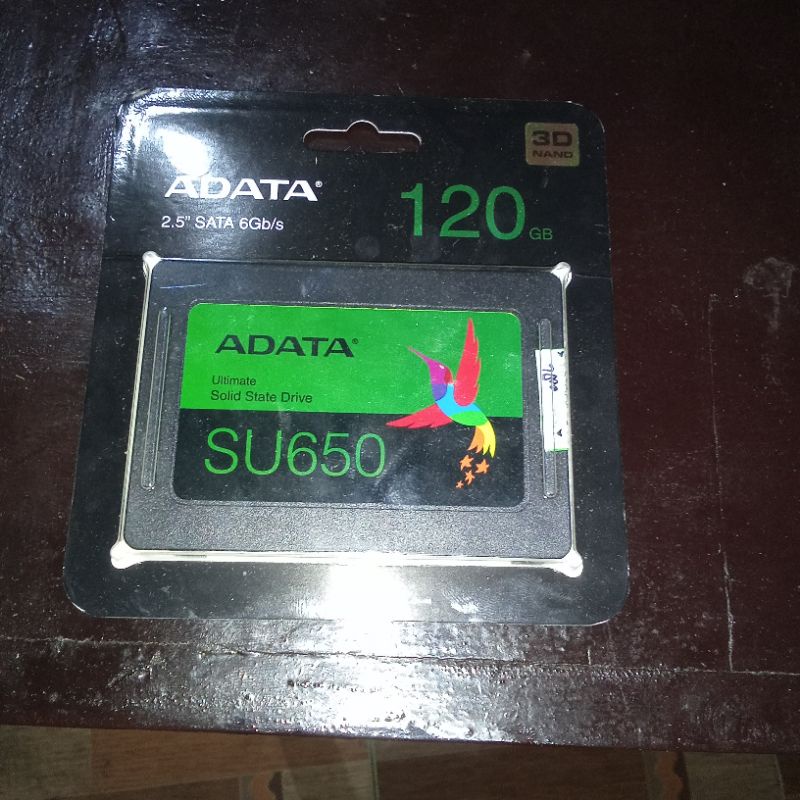 3D
NAND
ADATA®
120 GB
2.5" SATA 6Gb/s
ADATA®
Ultimate
Solid State Drive
SU650